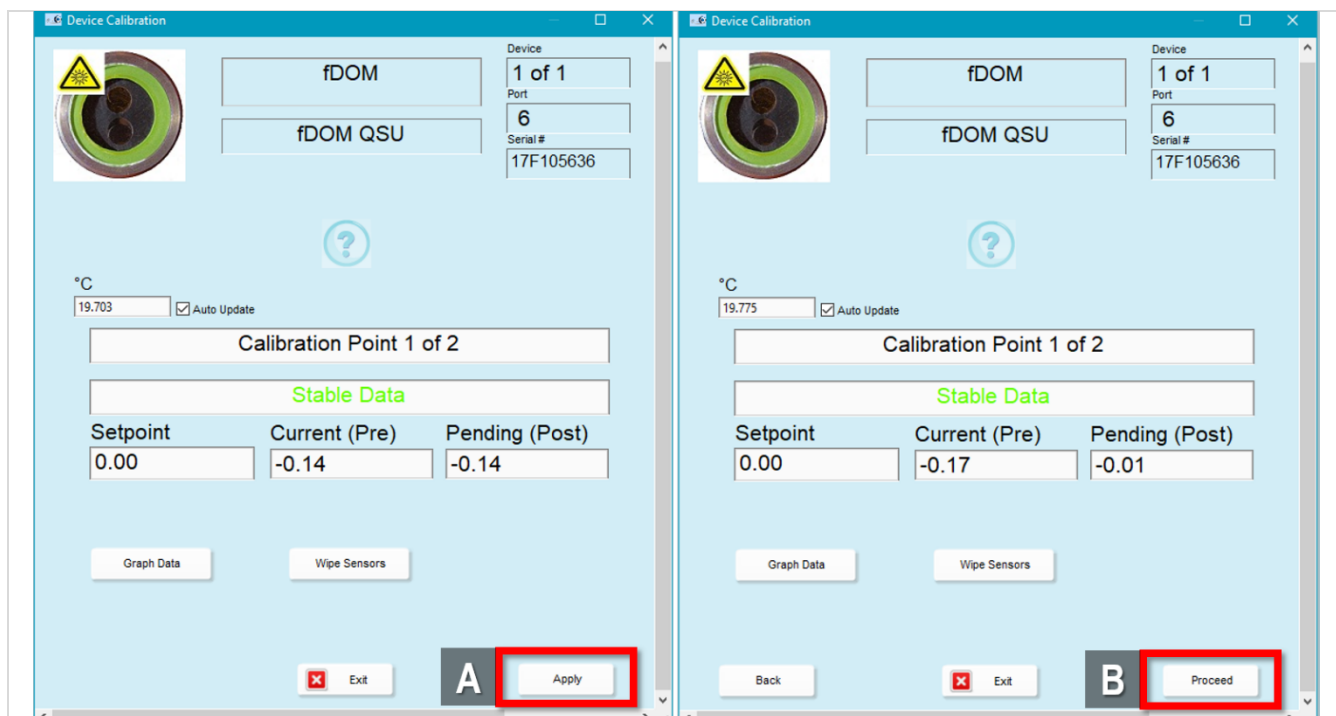 Device Calibration
fDOM
fDOM QSU
Device
1 of 1
Port
6
Serial #
17F105636
?
°C
19.703
Auto Update
Calibration Point 1 of 2
Stable Data
Setpoint Current (Pre) Pending (Post)
0.00 -0.14 -0.14
Graph Data Wipe Sensors
Exit A Apply
Device Calibration
fDOM
fDOM QSU
Device
1 of 1
Port
6
Serial #
17F105636
?
°C
19.775
Auto Update
Calibration Point 1 of 2
Stable Data
Setpoint Current (Pre) Pending (Post)
0.00 -0.17 -0.01
Graph Data Wipe Sensors
Back Exit B Proceed